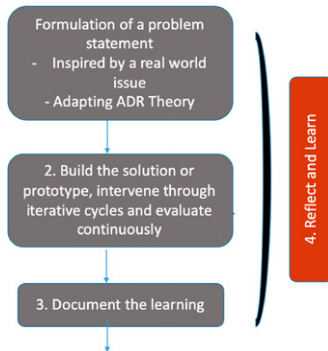 Formulation of a problem
statement
- Inspired by a real world
issue
- Adapting ADR Theory
2. Build the solution or
prototype, intervene through
iterative cycles and evaluate
continuously
3. Document the learning
4. Reflect and Learn